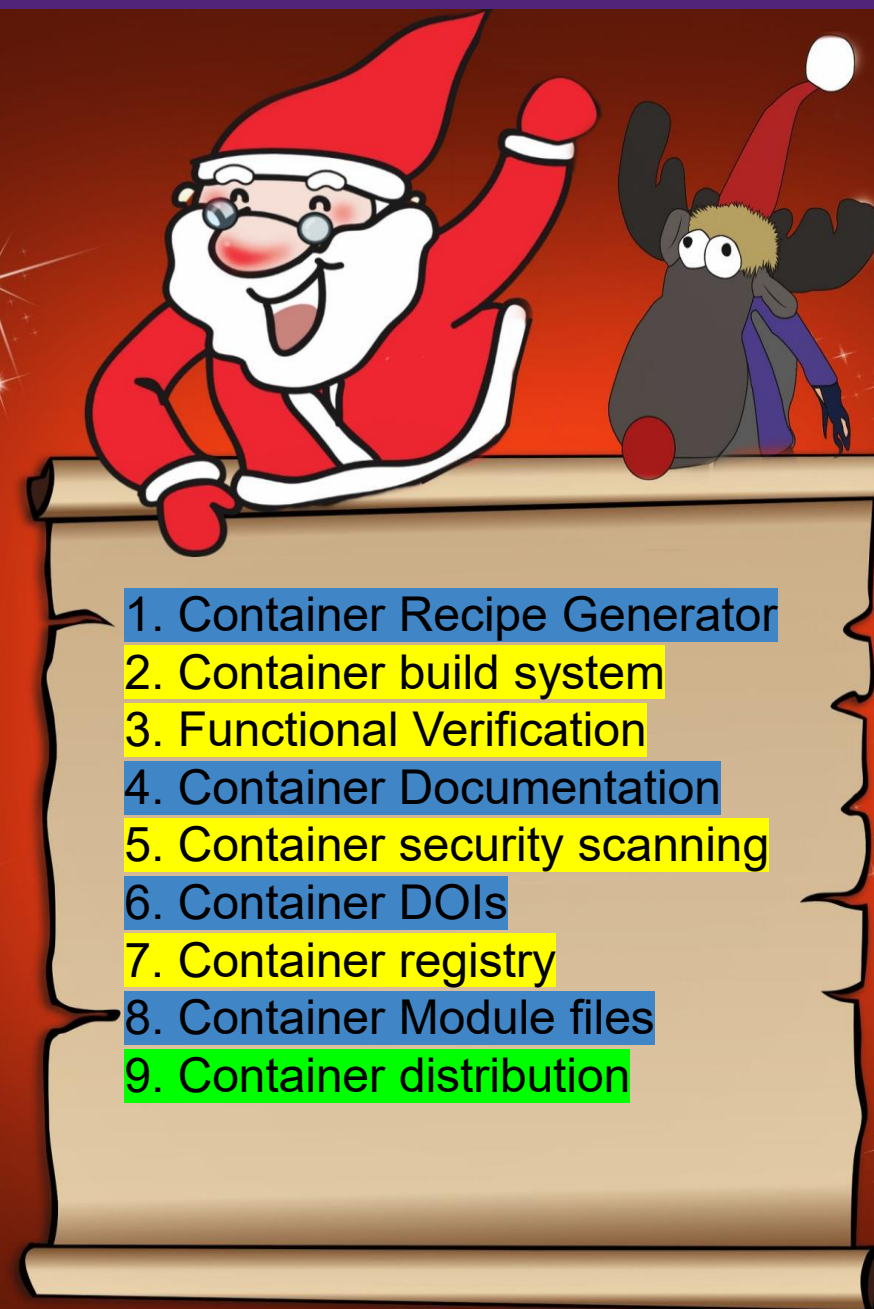 1. Container Recipe Generator
2. Container build system
3. Functional Verification
4. Container Documentation
5. Container security scanning
6. Container DOIs
7. Container registry
8. Container Module files
9. Container distribution